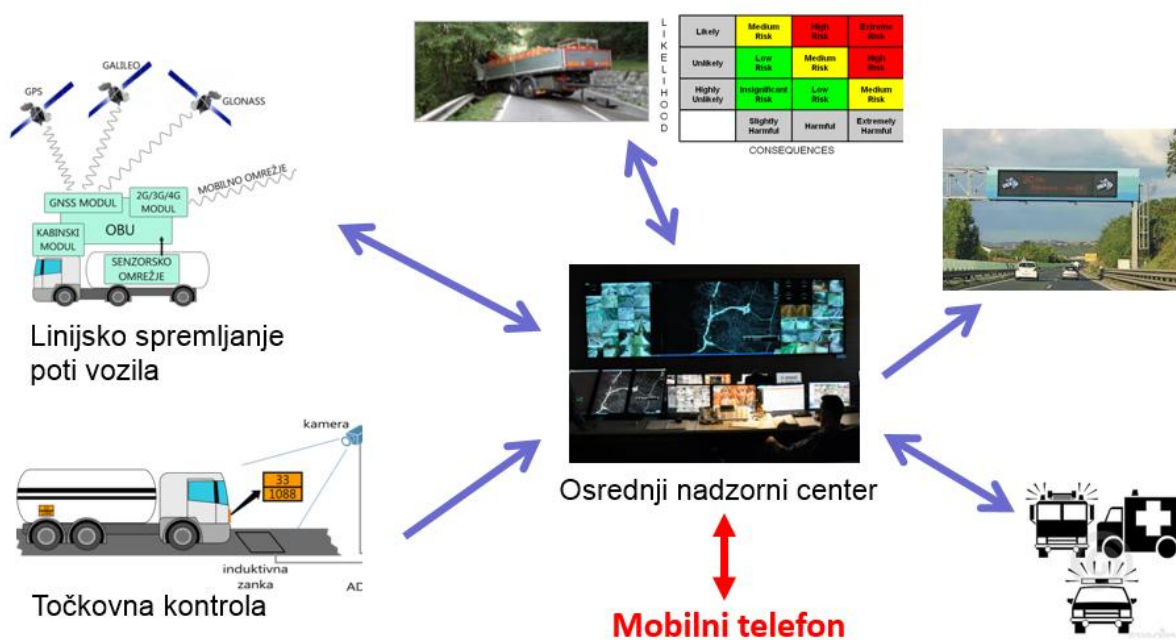 GPS
GALILEO
GLONASS
GNSS MODUL
2G/3G/4G
MODUL
MOBILNO OMREŽJE
KABINSKI
MODUL
OBU
SENZORSKO
OMREŽJE
Linijsko spremljanje
poti vozila
LIKELIHOOD
Likely
Medium
Risk
High
Risk
Extreme
Risk
Unlikely
Low
Risk
Medium
Risk
High
Risk
Highly
Unlikely
Insignificant
Risk
Low
Risk
Medium
Risk
Slightly
Harmful
Harmful
Extremely
Harmful
CONSEQUENCES
kamera
33
1088
induktivna
zanka
AD
Točkovna kontrola
Osrednji nadzorni center
Mobilni telefon